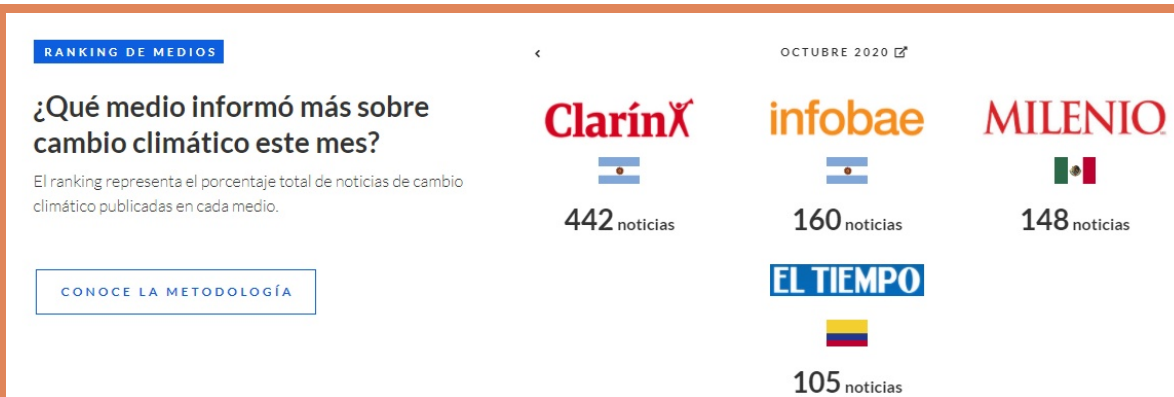 RANKING DE MEDIOS
¿Qué medio informó más sobre
cambio climático este mes?
El ranking representa el porcentaje total de noticias de cambio
climático publicadas en cada medio.
CONOCE LA METODOLOGÍA
‹ OCTUBRE 2020
Clarín infobae MILENIO
442 noticias 160 noticias 148 noticias
EL TIEMPO
105 noticias